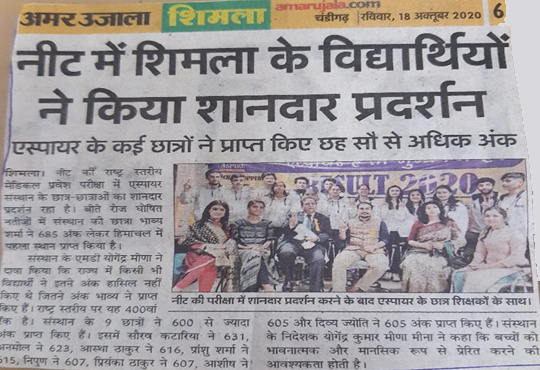 अमर उजाला शिमला
amarujala.com
चंडीगढ़ रविवार, 18 अक्तूबर 2020 6
नीट में शिमला के विद्यार्थियों
ने किया शानदार प्रदर्शन
एस्पायर के कई छात्रों ने प्राप्त किए छह सौ से अधिक अंक
शिमला। नीट की राष्ट्र स्तरीय
मेडिकल प्रवेश परीक्षा में एस्पायर
संस्थान के छात्र-छात्राओं का शानदार
प्रदर्शन रहा है। बीते रोज घोषित
नतीजों में संस्थान की छात्रा भाव्य
शर्मा ने 685 अंक लेकर हिमाचल में
पहला स्थान प्राप्त किया है।
संस्थान के एमडी योगेंद्र मीणा ने
दावा किया कि राज्य में किसी भी
विद्यार्थी ने इतने अंक हासिल नहीं
किए थे जितने अंक भाव्य ने प्राप्त
किए हैं। राष्ट्र स्तर पर यह 400वां
रैंक है। संस्थान के 9 छात्रों ने 600 से ज्यादा
अंक प्राप्त किए हैं। इसमें सौरव कटारिया ने 631,
अनमोल ने 623, आस्था ठाकुर ने 616, प्रांशु शर्मा ने
615, निपुण ने 607, प्रियंका ठाकुर ने 607, आशीष ने
RESULT 2020
नीट की परीक्षा में शानदार प्रदर्शन करने के बाद एस्पायर के छात्र शिक्षकों के साथ।
605 और दिव्य ज्योति ने 605 अंक प्राप्त किए हैं। संस्थान
के निदेशक योगेंद्र कुमार मीणा मीना ने कहा कि बच्चों को
भावनात्मक और मानसिक रूप से प्रेरित करने की
आवश्यकता होती है।